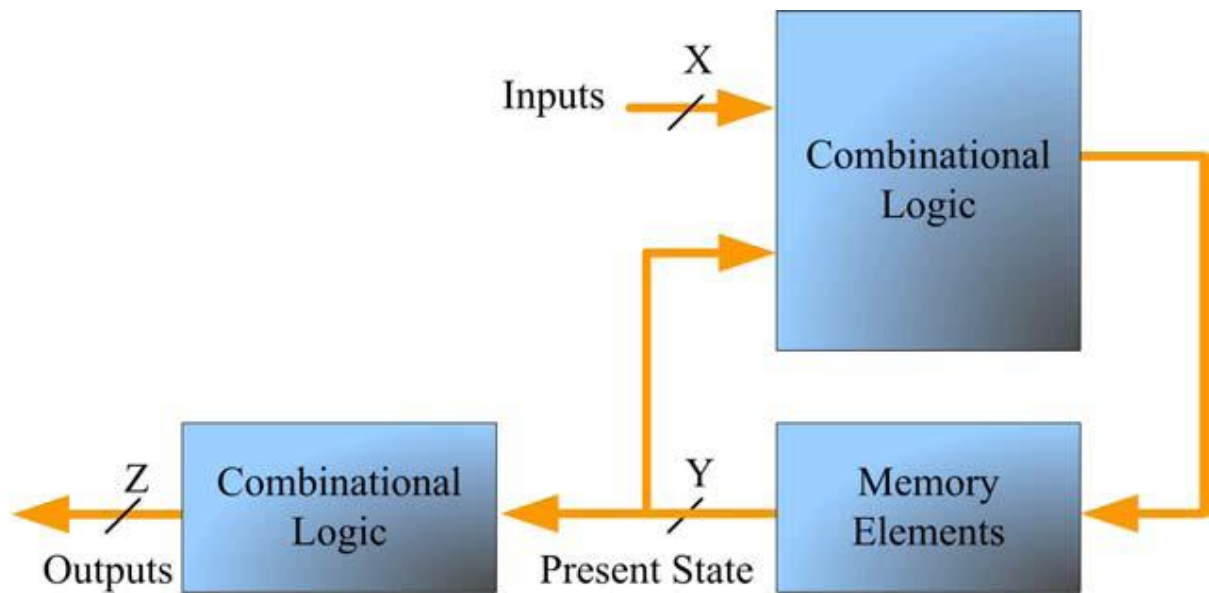 X
Inputs
Combinational
Logic
Z
Combinational
Logic
Outputs
Y
Present State
Memory
Elements